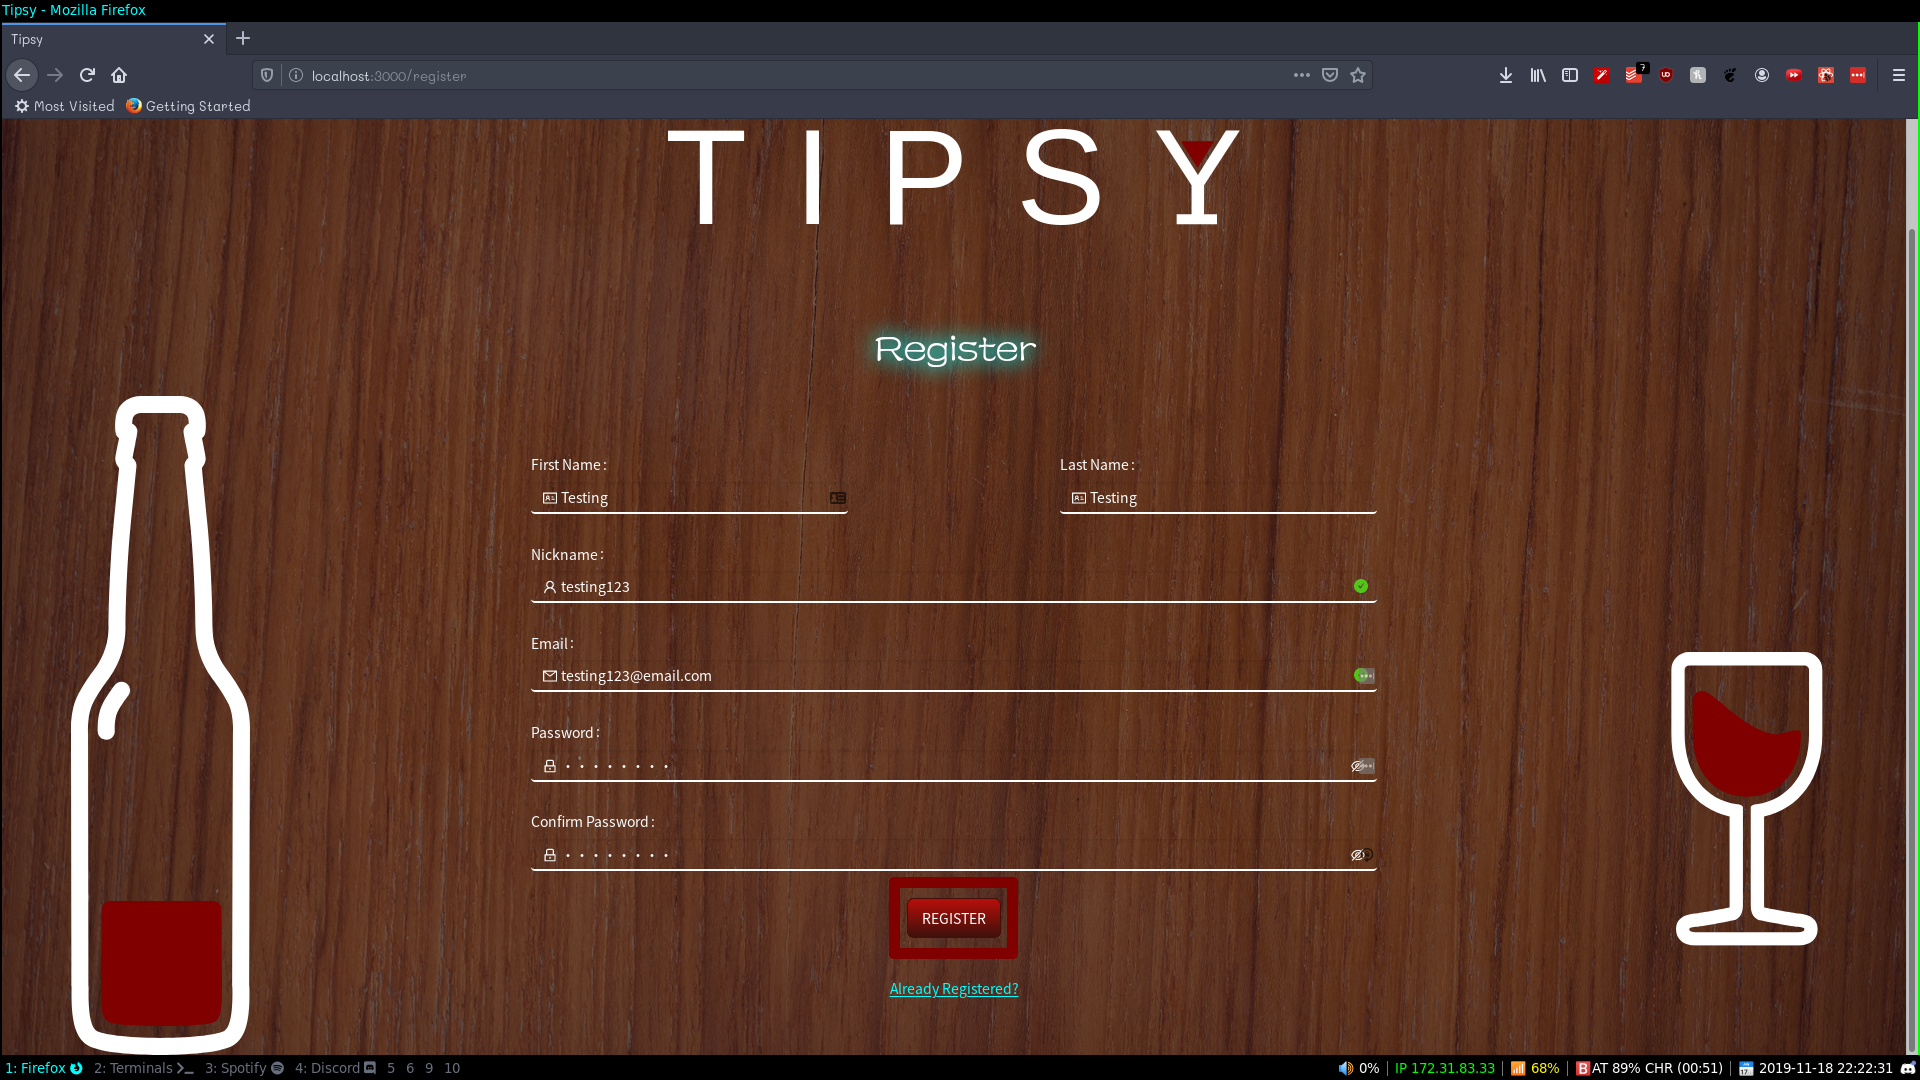 Tipsy - Mozilla Firefox
Tipsy
localhost:3000/register
7
Most Visited Getting Started
TIPSY
Register
First Name : Last Name :
Testing Testing
Nickname :
testing123
Email :
testing123@email.com
Password :
Confirm Password :
REGISTER
Already Registered?
1: Firefox 2: Terminals 3: Spotify 4: Discord 5 6 9 10 0% IP 172.31.83.33 68% BAT 89% CHR (00:51) 2019-11-18 22:22:31